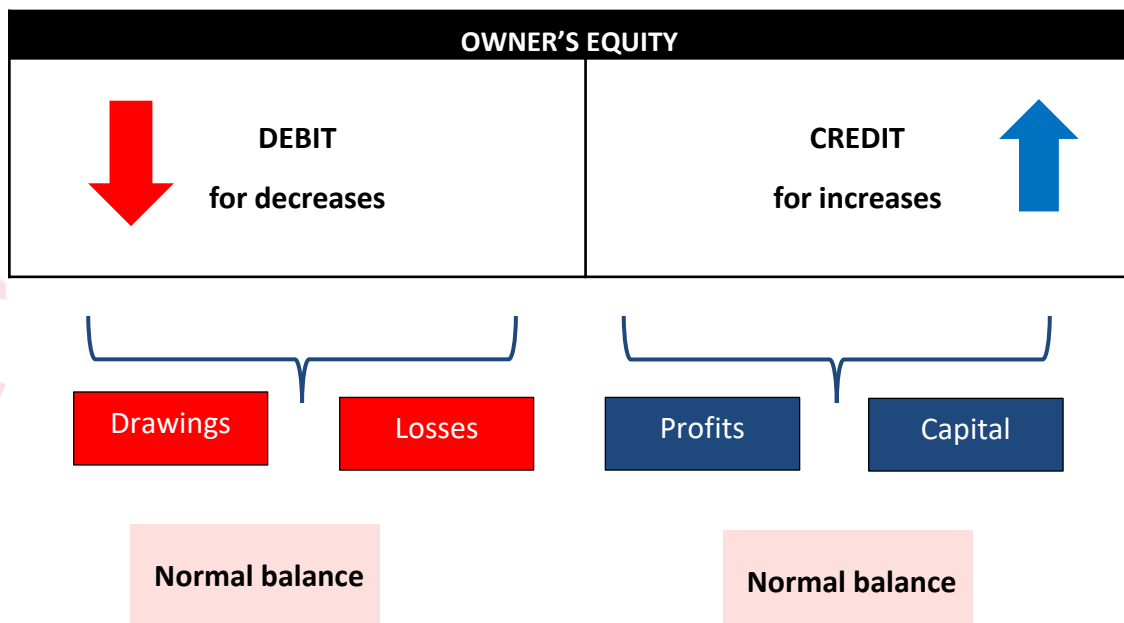 OWNER’S EQUITY
DEBIT
for decreases
CREDIT
for increases
Drawings
Losses
Profits
Capital
Normal balance
Normal balance